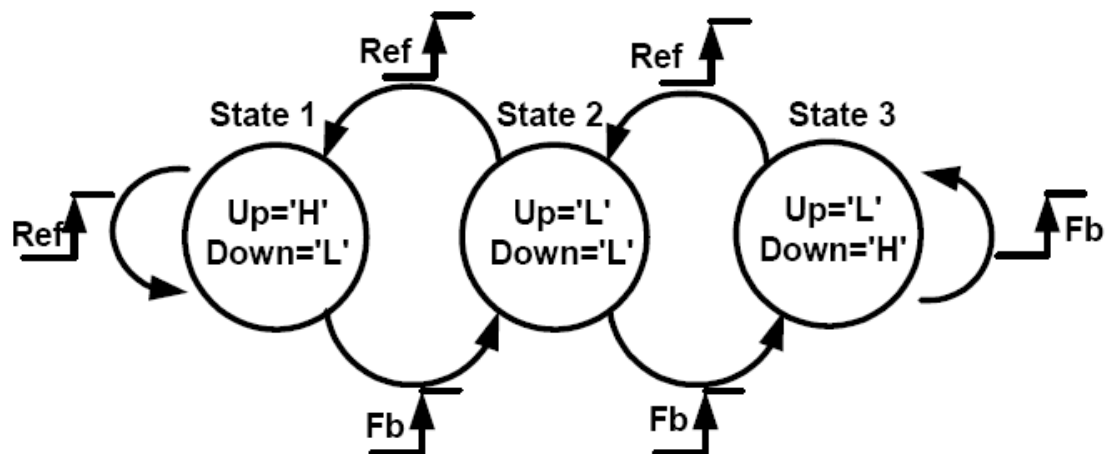 Ref
Ref
State 1
State 2
State 3
Ref
Up='H'
Down='L'
Up='L'
Down='L'
Up='L'
Down='H'
Fb
Fb
Fb